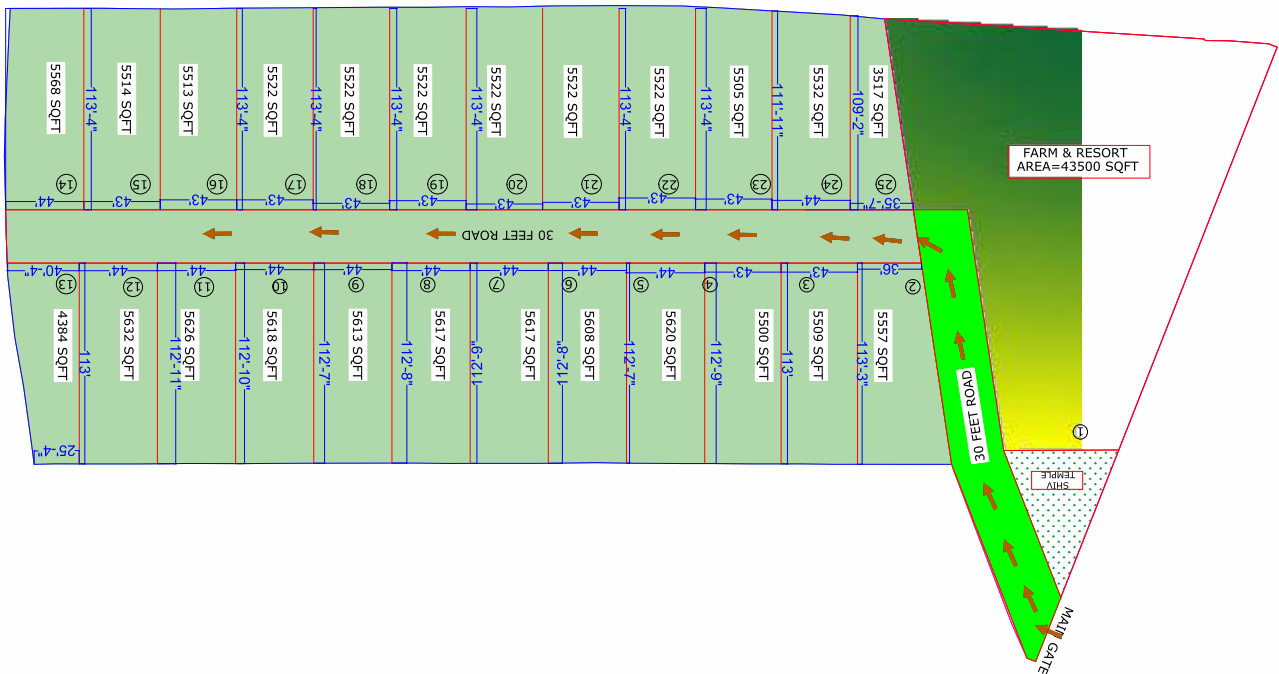 5568 SQFT
113'-4"
5514 SQFT
5513 SQFT
113'-4"
5522 SQFT
113'-4"
5522 SQFT
113'-4"
5522 SQFT
113'-4"
5522 SQFT
5522 SQFT
113'-4"
5522 SQFT
113'-4"
5505 SQFT
111'-11"
5532 SQFT
109'-2"
3517 SQFT
14
15
16
17
18
19
20
21
22
23
24
25
44'
43'
43'
43'
43'
43'
43'
43'
43'
43'
44'
35'-7"
FARM & RESORT
AREA=43500 SQFT
30 FEET ROAD
40'-4"
44'
44'
44'
44'
44'
44'
44'
44'
43'
43'
36'
13
12
11
10
9
8
7
6
5
4
3
2
4384 SQFT
113'
5632 SQFT
112'-11"
5626 SQFT
112'-10"
5618 SQFT
112'-7"
5613 SQFT
112'-8"
5617 SQFT
112'-9"
5617 SQFT
112'-8"
5608 SQFT
112'-7"
5620 SQFT
112'-9"
5500 SQFT
113'
5509 SQFT
113'-3"
5557 SQFT
25'-4"
30 FEET ROAD
1
SHIV
TEMPLE
MAIN GATE